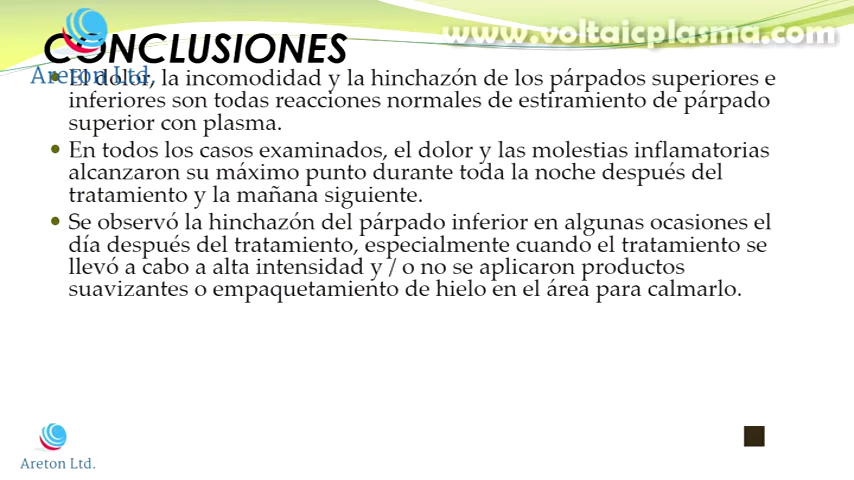 www.voltaicplasma.com
CONCLUSIONES
Areton Ltd.
El dolor, la incomodidad y la hinchazón de los párpados superiores e
inferiores son todas reacciones normales de estiramiento de párpado
superior con plasma.
En todos los casos examinados, el dolor y las molestias inflamatorias
alcanzaron su máximo punto durante toda la noche después del
tratamiento y la mañana siguiente.
Se observó la hinchazón del párpado inferior en algunas ocasiones el
día después del tratamiento, especialmente cuando el tratamiento se
llevó a cabo a alta intensidad y / o no se aplicaron productos
suavizantes o empaquetamiento de hielo en el área para calmarlo.
Areton Ltd.